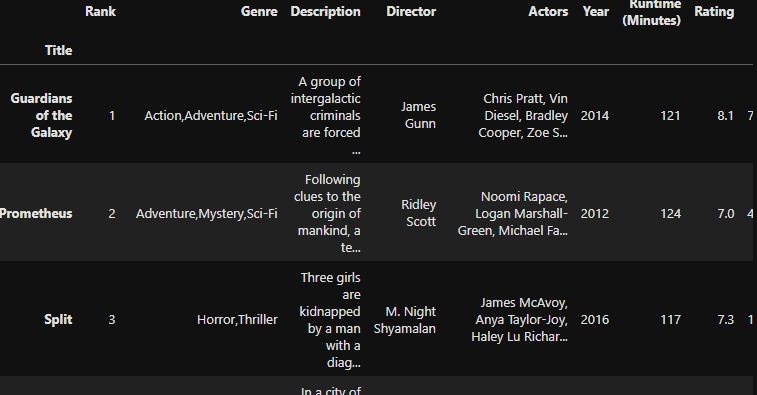 Rank Genre Description Director Actors Year Runtime (Minutes) Rating
Title
Guardians of the Galaxy 1 Action,Adventure,Sci-Fi A group of intergalactic criminals are forced ... James Gunn Chris Pratt, Vin Diesel, Bradley Cooper, Zoe S... 2014 121 8.1 7
Prometheus 2 Adventure,Mystery,Sci-Fi Following clues to the origin of mankind, a te... Ridley Scott Noomi Rapace, Logan Marshall-Green, Michael Fa... 2012 124 7.0 4
Split 3 Horror,Thriller Three girls are kidnapped by a man with a diag... M. Night Shyamalan James McAvoy, Anya Taylor-Joy, Haley Lu Richar... 2016 117 7.3 1
In a city of